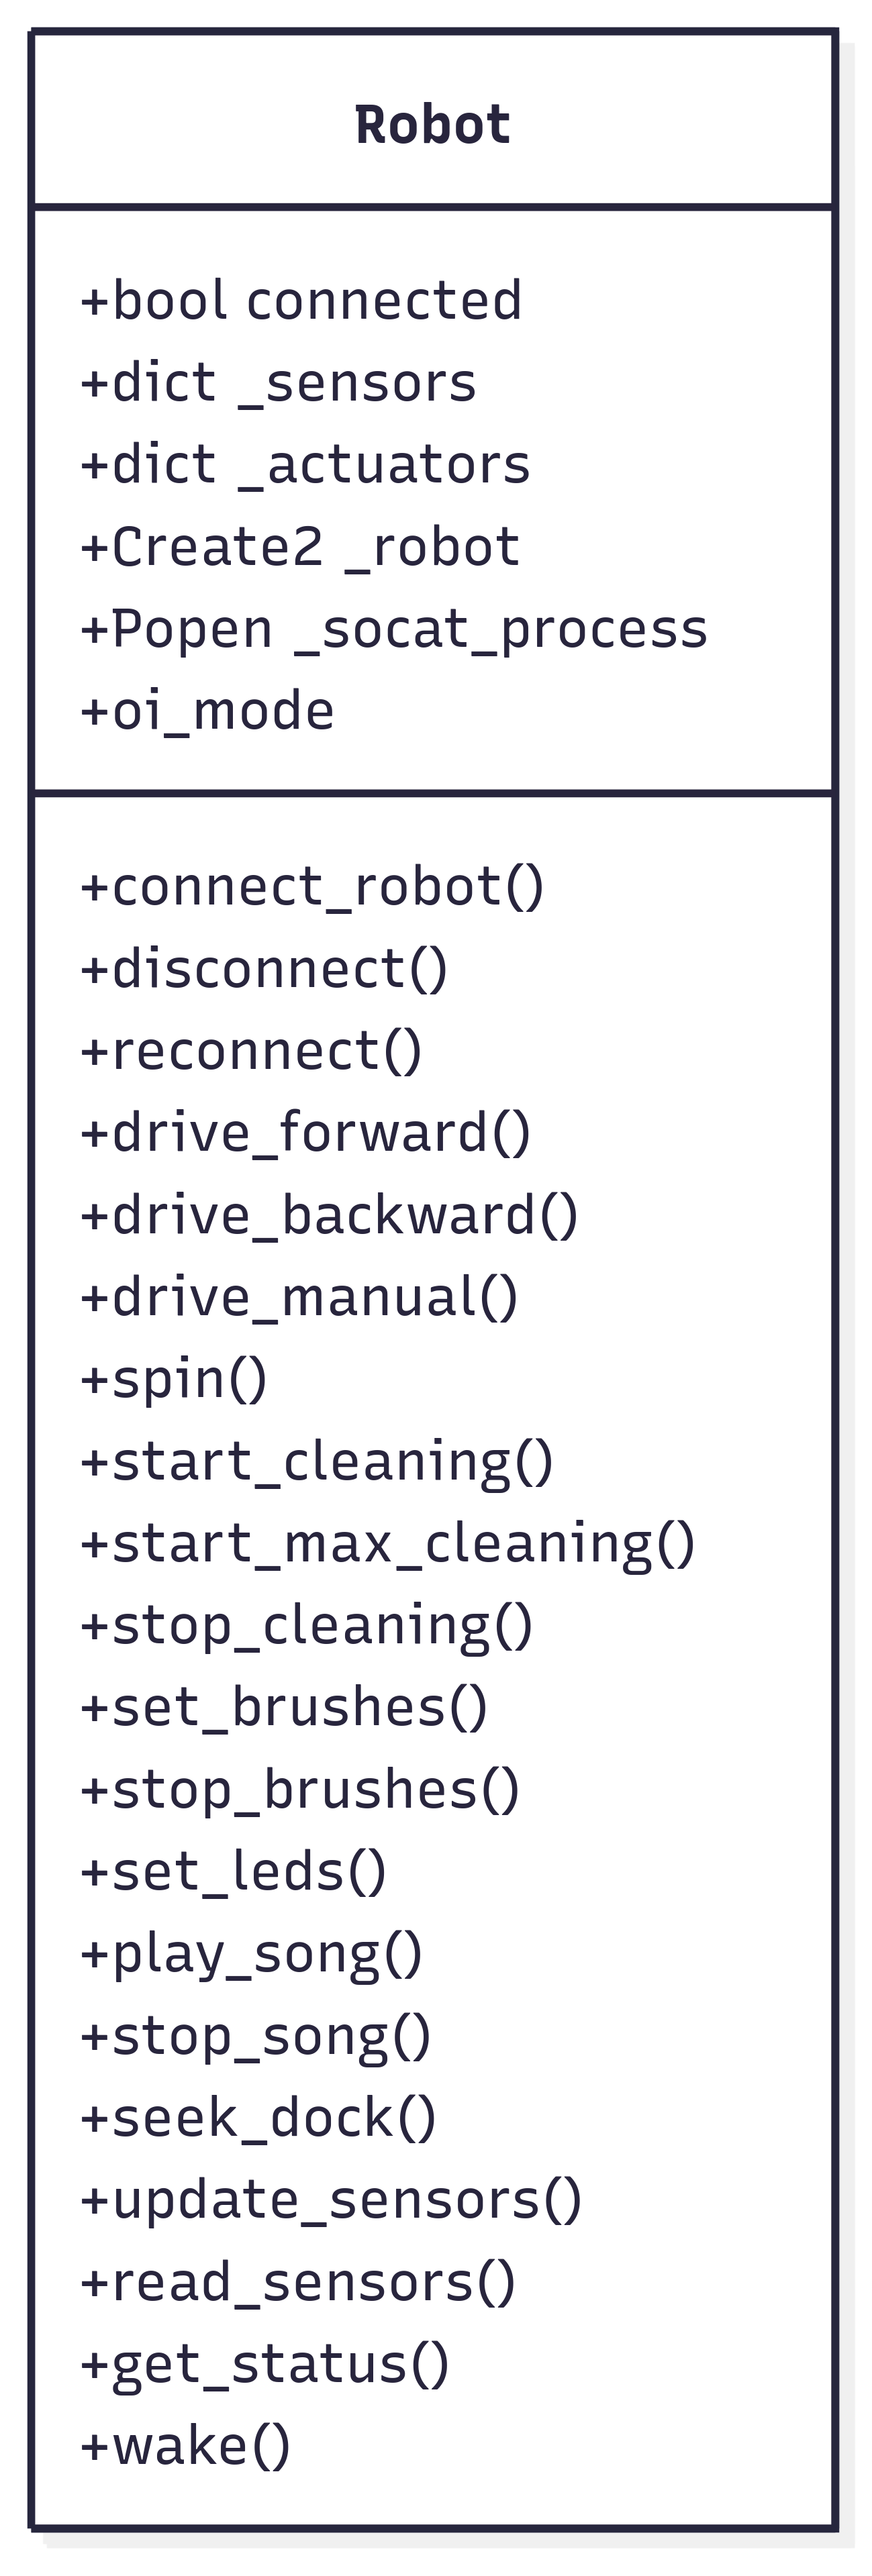 Robot
+bool connected
+dict _sensors
+dict _actuators
+Create2 _robot
+Popen _socat_process
+oi_mode
+connect_robot()
+disconnect()
+reconnect()
+drive_forward()
+drive_backward()
+drive_manual()
+spin()
+start_cleaning()
+start_max_cleaning()
+stop_cleaning()
+set_brushes()
+stop_brushes()
+set_leds()
+play_song()
+stop_song()
+seek_dock()
+update_sensors()
+read_sensors()
+get_status()
+wake()